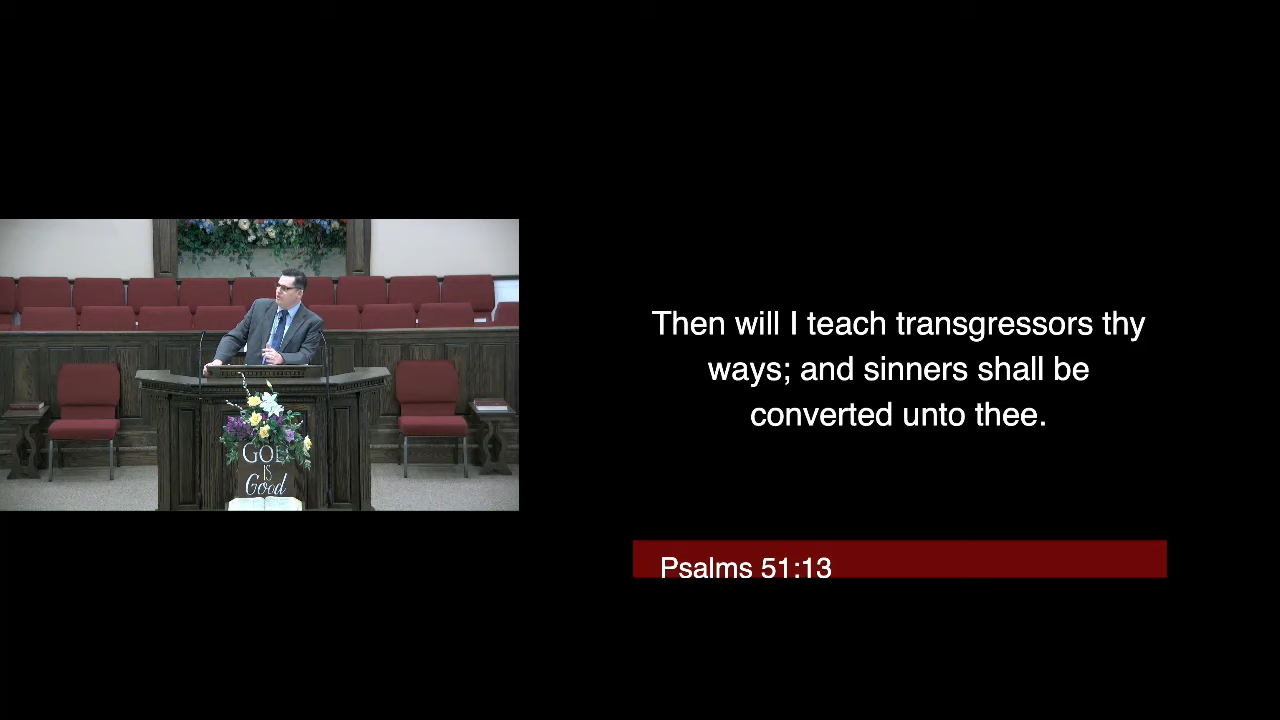 GOD
IS
Good
Then will I teach transgressors thy
ways; and sinners shall be
converted unto thee.
Psalms 51:13